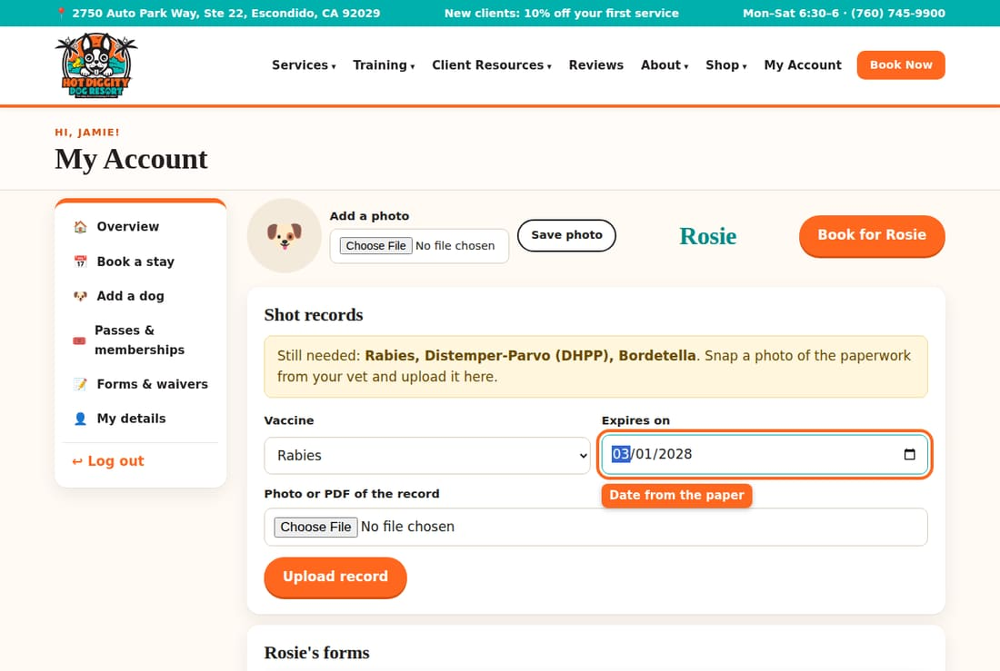 2750 Auto Park Way, Ste 22, Escondido, CA 92029
New clients: 10% off your first service
Mon–Sat 6:30–6 · (760) 745-9900
HOT DIGGITY
DOG RESORT
Services
Training
Client Resources
Reviews
About
Shop
My Account
Book Now
HI, JAMIE!
My Account
Overview
Book a stay
Add a dog
Passes &
memberships
Forms & waivers
My details
↩ Log out
Add a photo
Choose File No file chosen
Save photo
Rosie
Book for Rosie
Shot records
Still needed: Rabies, Distemper-Parvo (DHPP), Bordetella. Snap a photo of the paperwork
from your vet and upload it here.
Vaccine
Expires on
Rabies
03/01/2028
Date from the paper
Photo or PDF of the record
Choose File No file chosen
Upload record
Rosie's forms